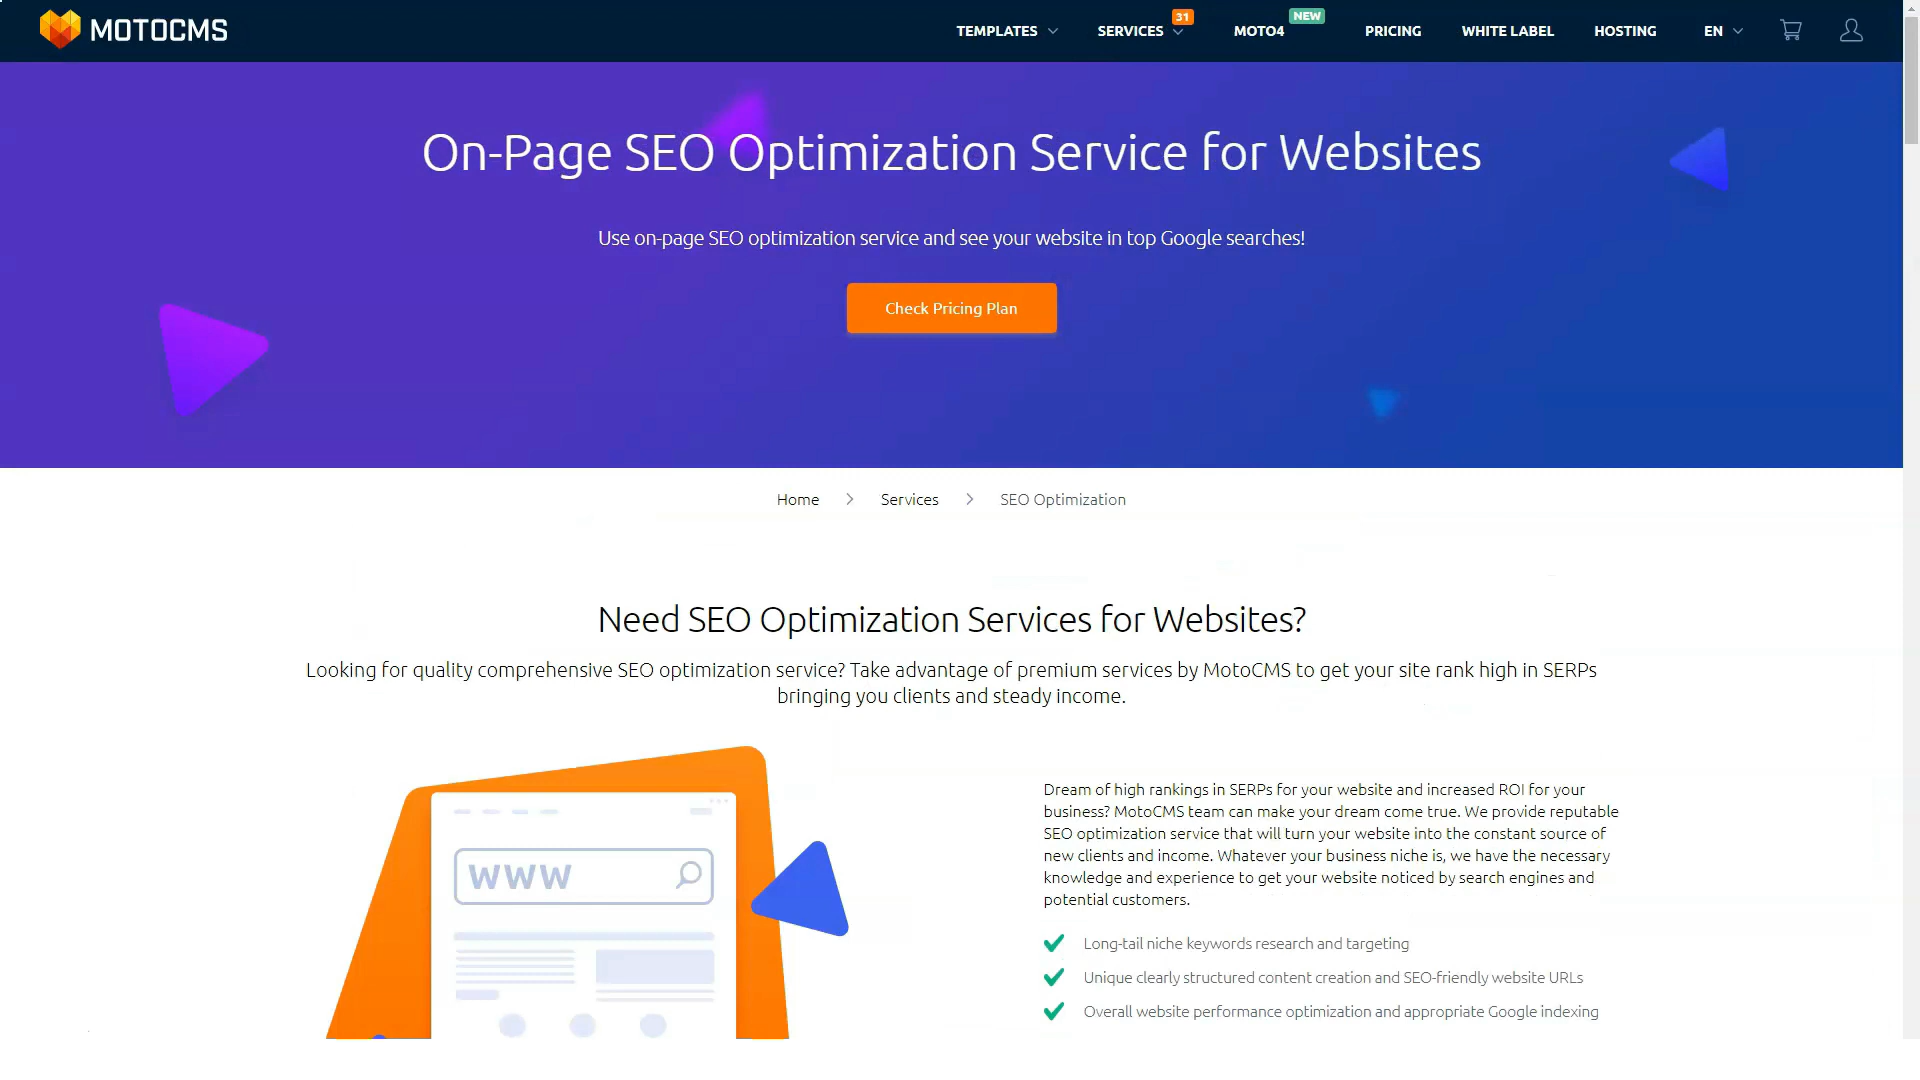 MOTOCMS
TEMPLATES SERVICES 31 MOTO4 NEW PRICING WHITE LABEL HOSTING EN
On-Page SEO Optimization Service for Websites
Use on-page SEO optimization service and see your website in top Google searches!
Check Pricing Plan
Home > Services > SEO Optimization
Need SEO Optimization Services for Websites?
Looking for quality comprehensive SEO optimization service? Take advantage of premium services by MotoCMS to get your site rank high in SERPs
bringing you clients and steady income.
WWW
Dream of high rankings in SERPs for your website and increased ROI for your
business? MotoCMS team can make your dream come true. We provide reputable
SEO optimization service that will turn your website into the constant source of
new clients and income. Whatever your business niche is, we have the necessary
knowledge and experience to get your website noticed by search engines and
potential customers.
Long-tail niche keywords research and targeting
Unique clearly structured content creation and SEO-friendly website URLs
Overall website performance optimization and appropriate Google indexing